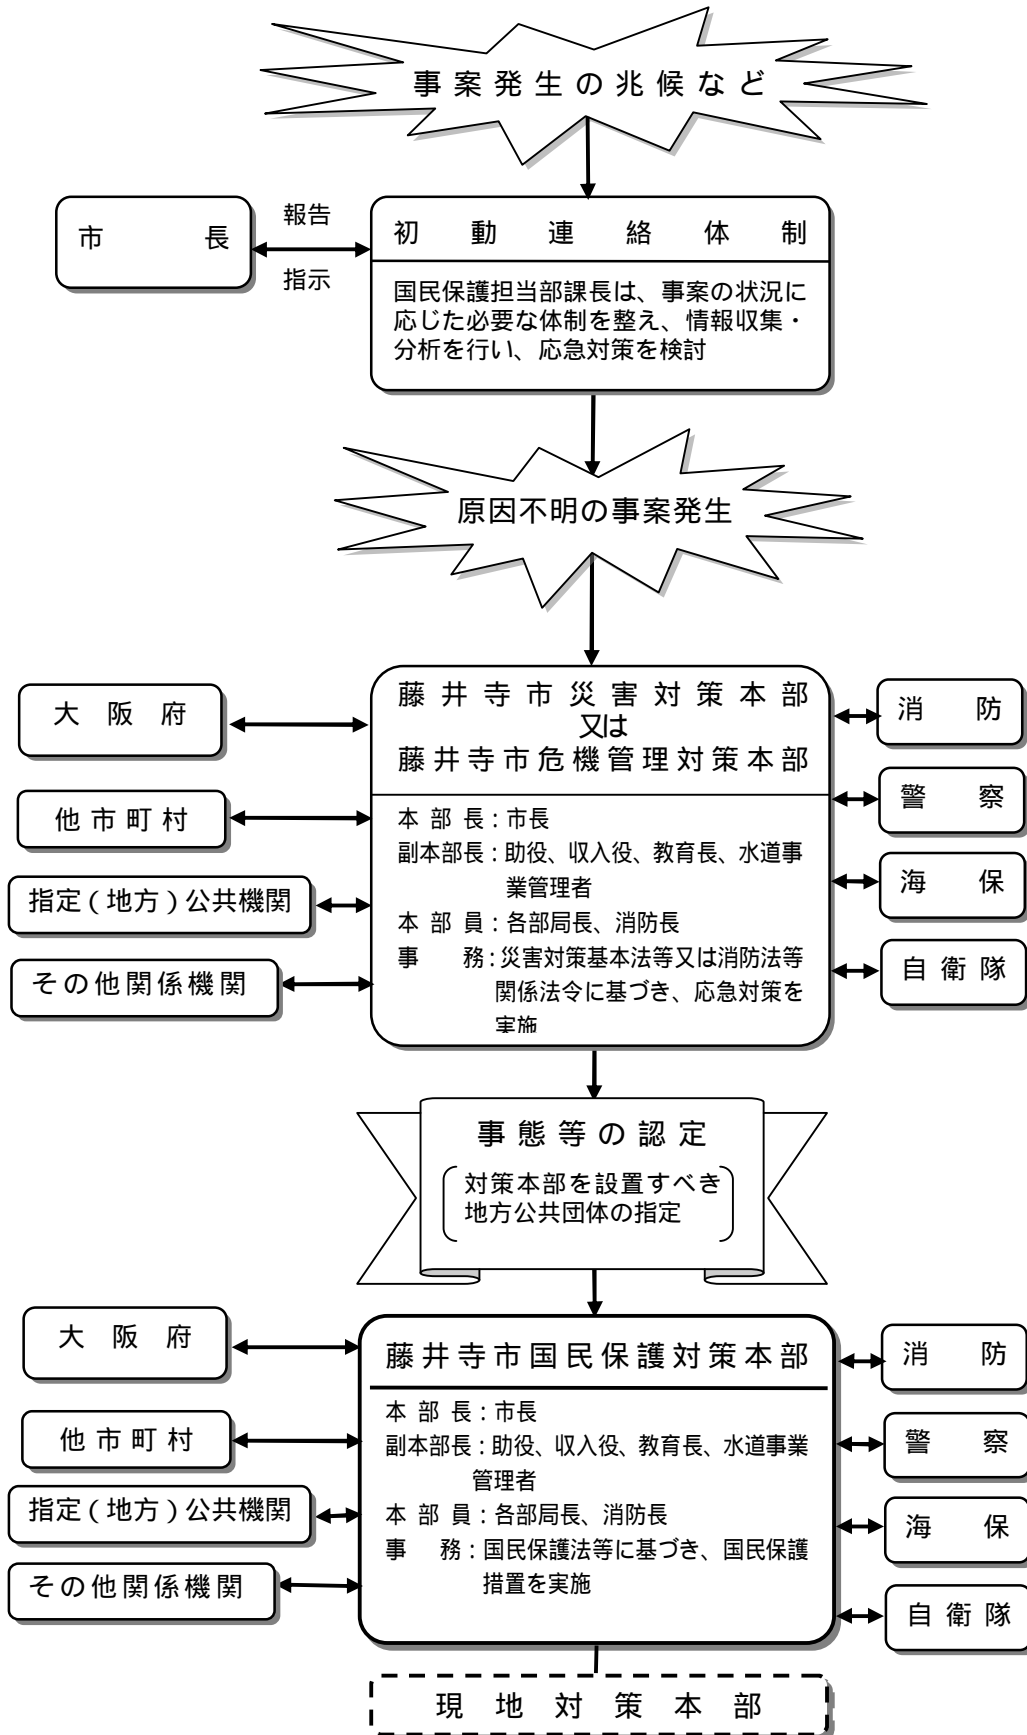 事案発生の兆候など
市長
報告
指示
初動連絡体制
国民保護担当部課長は、事案の状況に
応じた必要な体制を整え、情報収集・
分析を行い、応急対策を検討
原因不明の事案発生
大阪府
他市町村
指定（地方）公共機関
その他関係機関
藤井寺市災害対策本部
又は
藤井寺市危機管理対策本部
本部長：市長
副本部長：助役、収入役、教育長、水道事
業管理者
本部員：各部局長、消防長
事務：災害対策基本法等又は消防法等
関係法令に基づき、応急対策を
実施
消防
警察
海保
自衛隊
事態等の認定
対策本部を設置すべき
地方公共団体の指定
大阪府
他市町村
指定（地方）公共機関
その他関係機関
藤井寺市国民保護対策本部
本部長：市長
副本部長：助役、収入役、教育長、水道事業
管理者
本部員：各部局長、消防長
事務：国民保護法等に基づき、国民保護
措置を実施
消防
警察
海保
自衛隊
現地対策本部